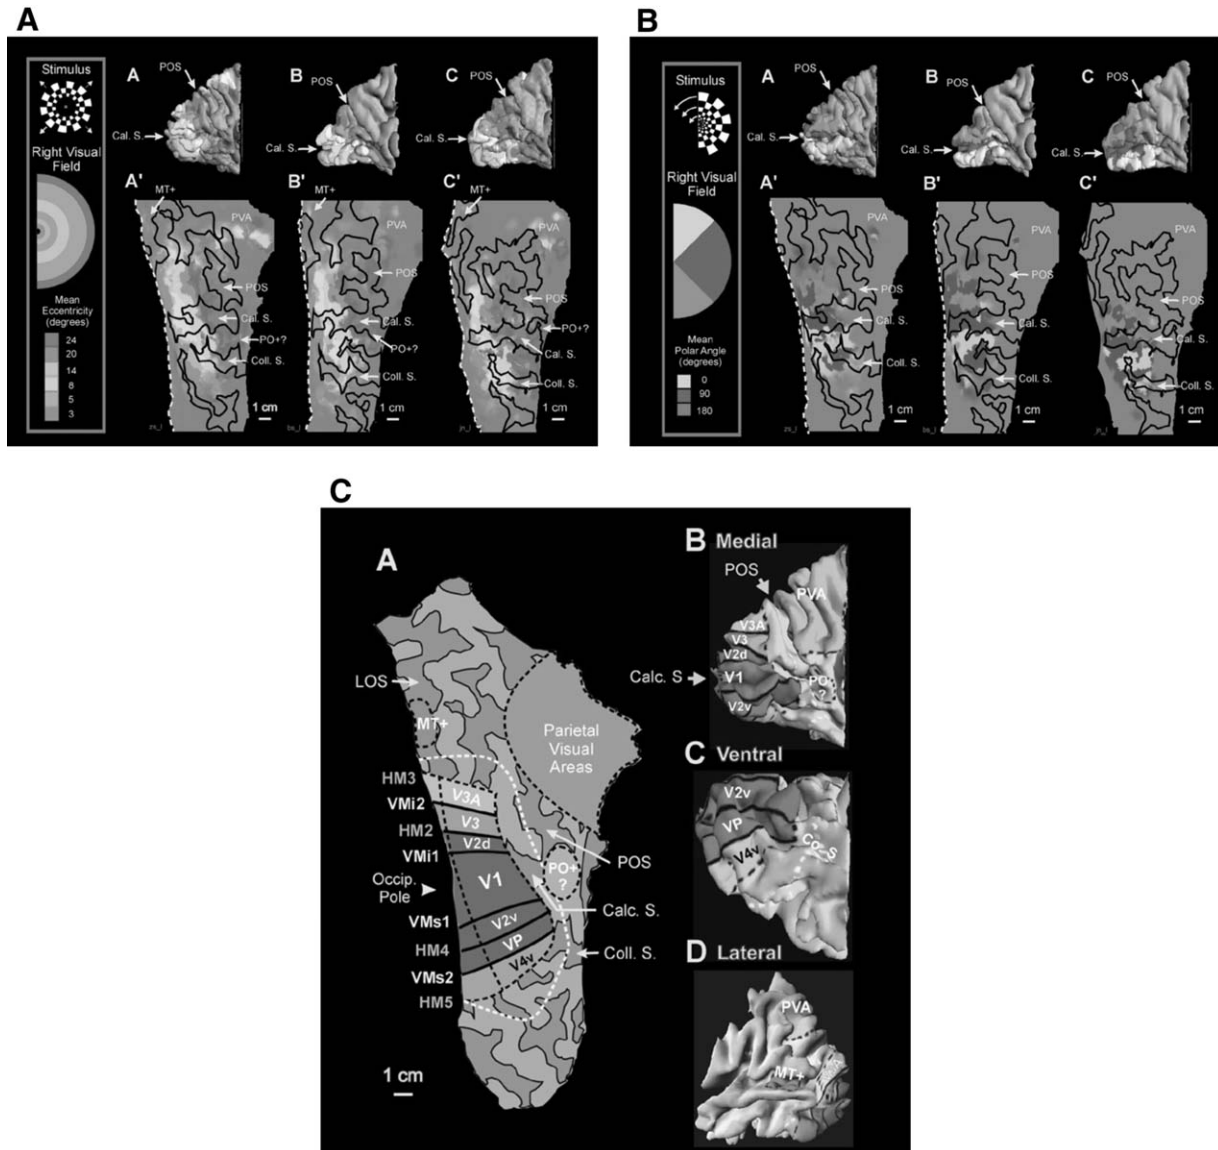 A
Stimulus
Right Visual
Field
Mean
Eccentricity
(degrees)
24
20
14
8
5
3
A
POS
Cal. S.
B
POS
Cal. S.
C
POS
Cal. S.
A'
MT+
PVA
POS
Cal. S.
PO+?
Coll. S.
1 cm
B'
MT+
PVA
POS
Cal. S.
PO+?
Coll. S.
1 cm
C'
MT+
PVA
POS
PO+?
Cal. S.
Coll. S.
1 cm
B
Stimulus
Right Visual
Field
Mean
Polar Angle
(degrees)
0
90
180
A
POS
Cal. S.
B
POS
Cal. S.
C
POS
Cal. S.
A'
PVA
POS
Cal. S.
Coll. S.
1 cm
B'
PVA
POS
Cal. S.
Coll. S.
1 cm
C'
PVA
POS
Cal. S.
Coll. S.
1 cm
C
A
LOS
MT+
Parietal
Visual
Areas
HM3
VMi2
HM2
VMi1
Occip.
Pole
VMs1
HM4
VMs2
HM5
V3A
V3
V2d
V1
V2v
VP
V4v
PO+
?
POS
Calc. S.
Coll. S.
1 cm
B Medial
POS
PVA
V3A
V3
V2d
V1
V2v
Calc. S
PO
?
C Ventral
V2v
VP
V4v
D Lateral
PVA
MT+